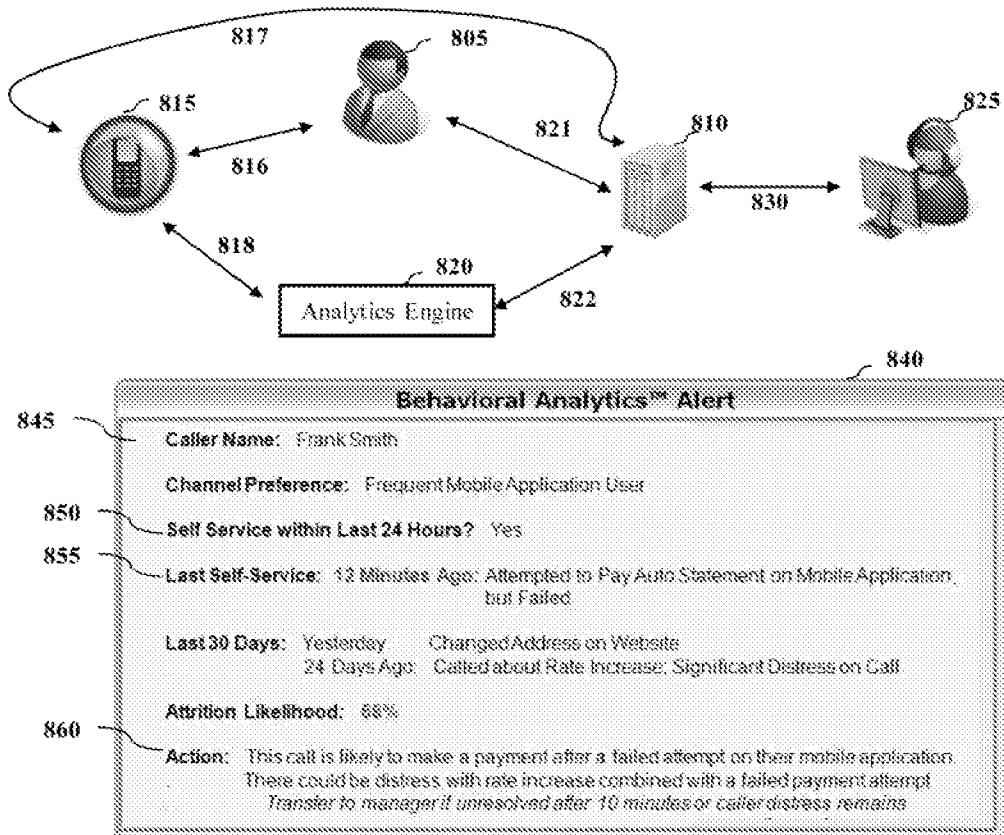 817
805
815
816
821
810
825
830
818
820
Analytics Engine
822
840
Behavioral Analytics™ Alert
845
Caller Name: Frank Smith
Channel Preference: Frequent Mobile Application User
850
Self Service within Last 24 Hours? Yes
855
Last Self-Service: 12 Minutes Ago: Attempted to Pay Auto Statement on Mobile Application,
but Failed
Last 30 Days: Yesterday Changed Address on Website
24 Days Ago: Called about Rate Increase; Significant Distress on Call
Attrition Likelihood: 68%
860
Action: This call is likely to make a payment after a failed attempt on their mobile application.
There could be distress with rate increase combined with a failed payment attempt
Transfer to manager if unresolved after 10 minutes or caller distress remains